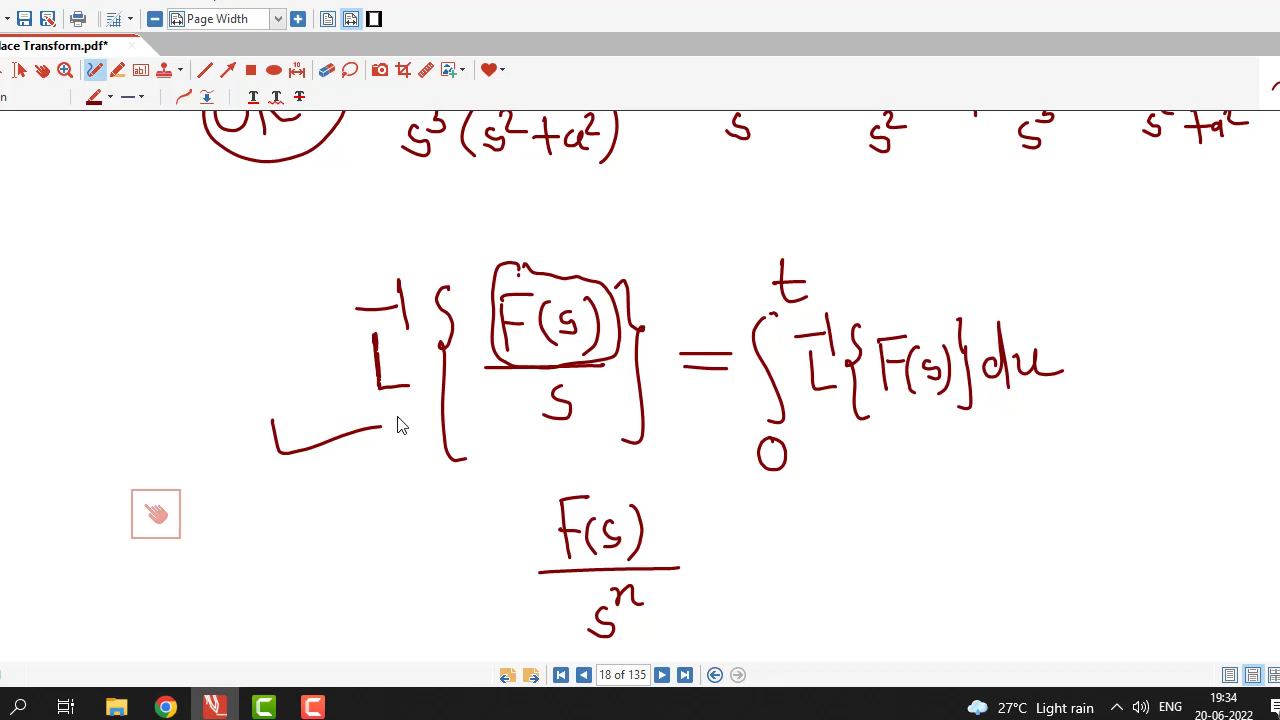 Page Width
lace Transform.pdf*
n
s³(s²+a²) s s² s³ s²+a²
L⁻¹{F(s)/s} = ∫₀ᵗ L⁻¹{F(s)}du
F(s)
sⁿ
18 of 135
27°C Light rain ENG 19:34
20-06-2022